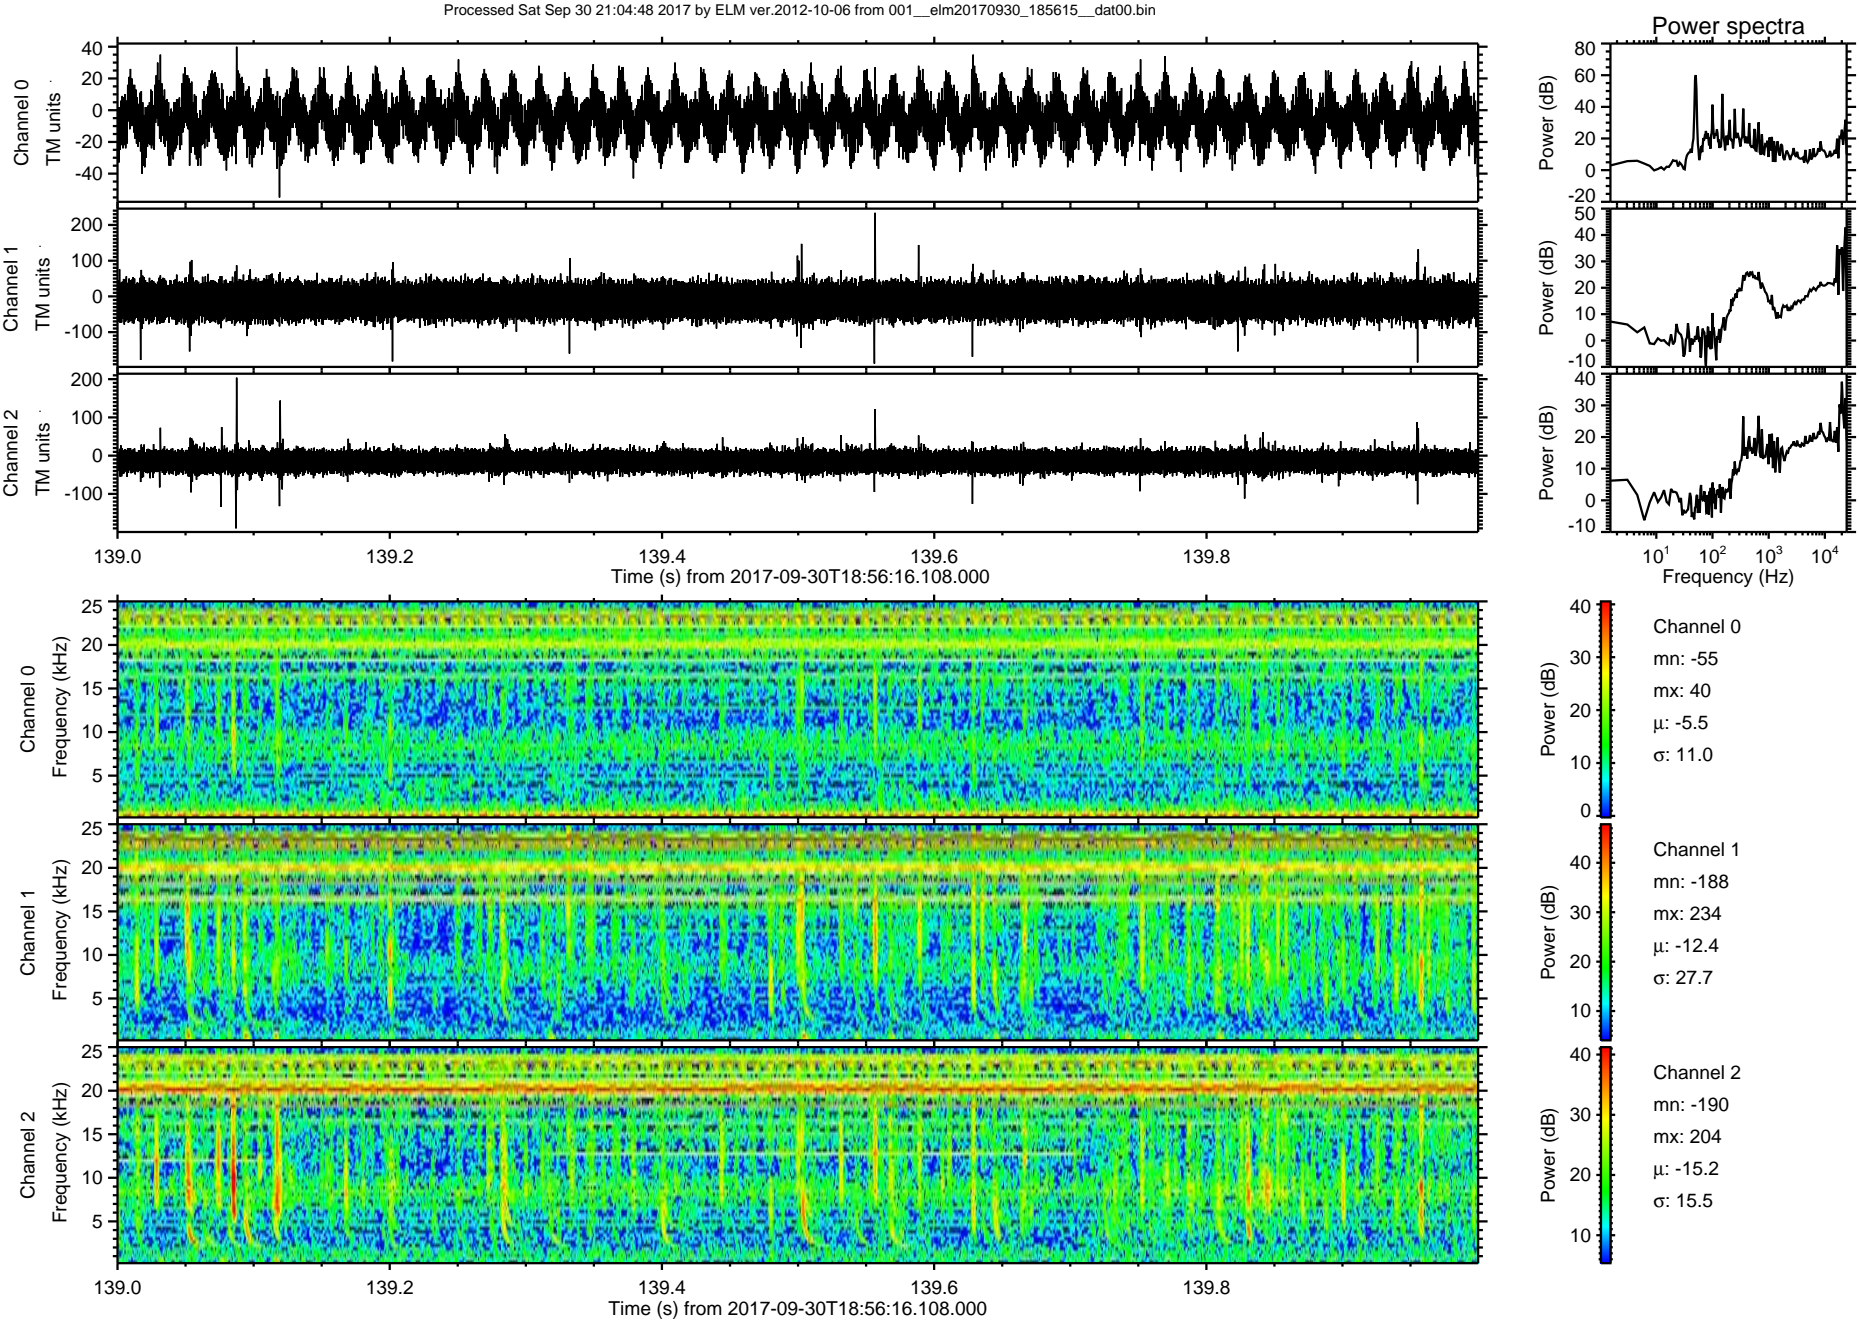 Processed Sat Sep 30 21:04:48 2017 by ELM ver.2012-10-06 from 001__elm20170930_185615__dat00.bin
Power spectra
Channel 0
TM units
40
20
0
-20
-40
Power (dB)
80
60
40
20
0
-20
Channel 1
TM units
200
100
0
-100
Power (dB)
50
40
30
20
10
0
-10
Channel 2
TM units
200
100
0
-100
Power (dB)
40
30
20
10
0
-10
139.0 139.2 139.4 139.6 139.8
Time (s) from 2017-09-30T18:56:16.108.000
10^1 10^2 10^3 10^4
Frequency (Hz)
Channel 0
Frequency (kHz)
25
20
15
10
5
Power (dB)
40
30
20
10
0
Channel 0
mn: -55
mx: 40
μ: -5.5
σ: 11.0
Channel 1
Frequency (kHz)
25
20
15
10
5
Power (dB)
40
30
20
10
Channel 1
mn: -188
mx: 234
μ: -12.4
σ: 27.7
Channel 2
Frequency (kHz)
25
20
15
10
5
Power (dB)
40
30
20
10
Channel 2
mn: -190
mx: 204
μ: -15.2
σ: 15.5
139.0 139.2 139.4 139.6 139.8
Time (s) from 2017-09-30T18:56:16.108.000